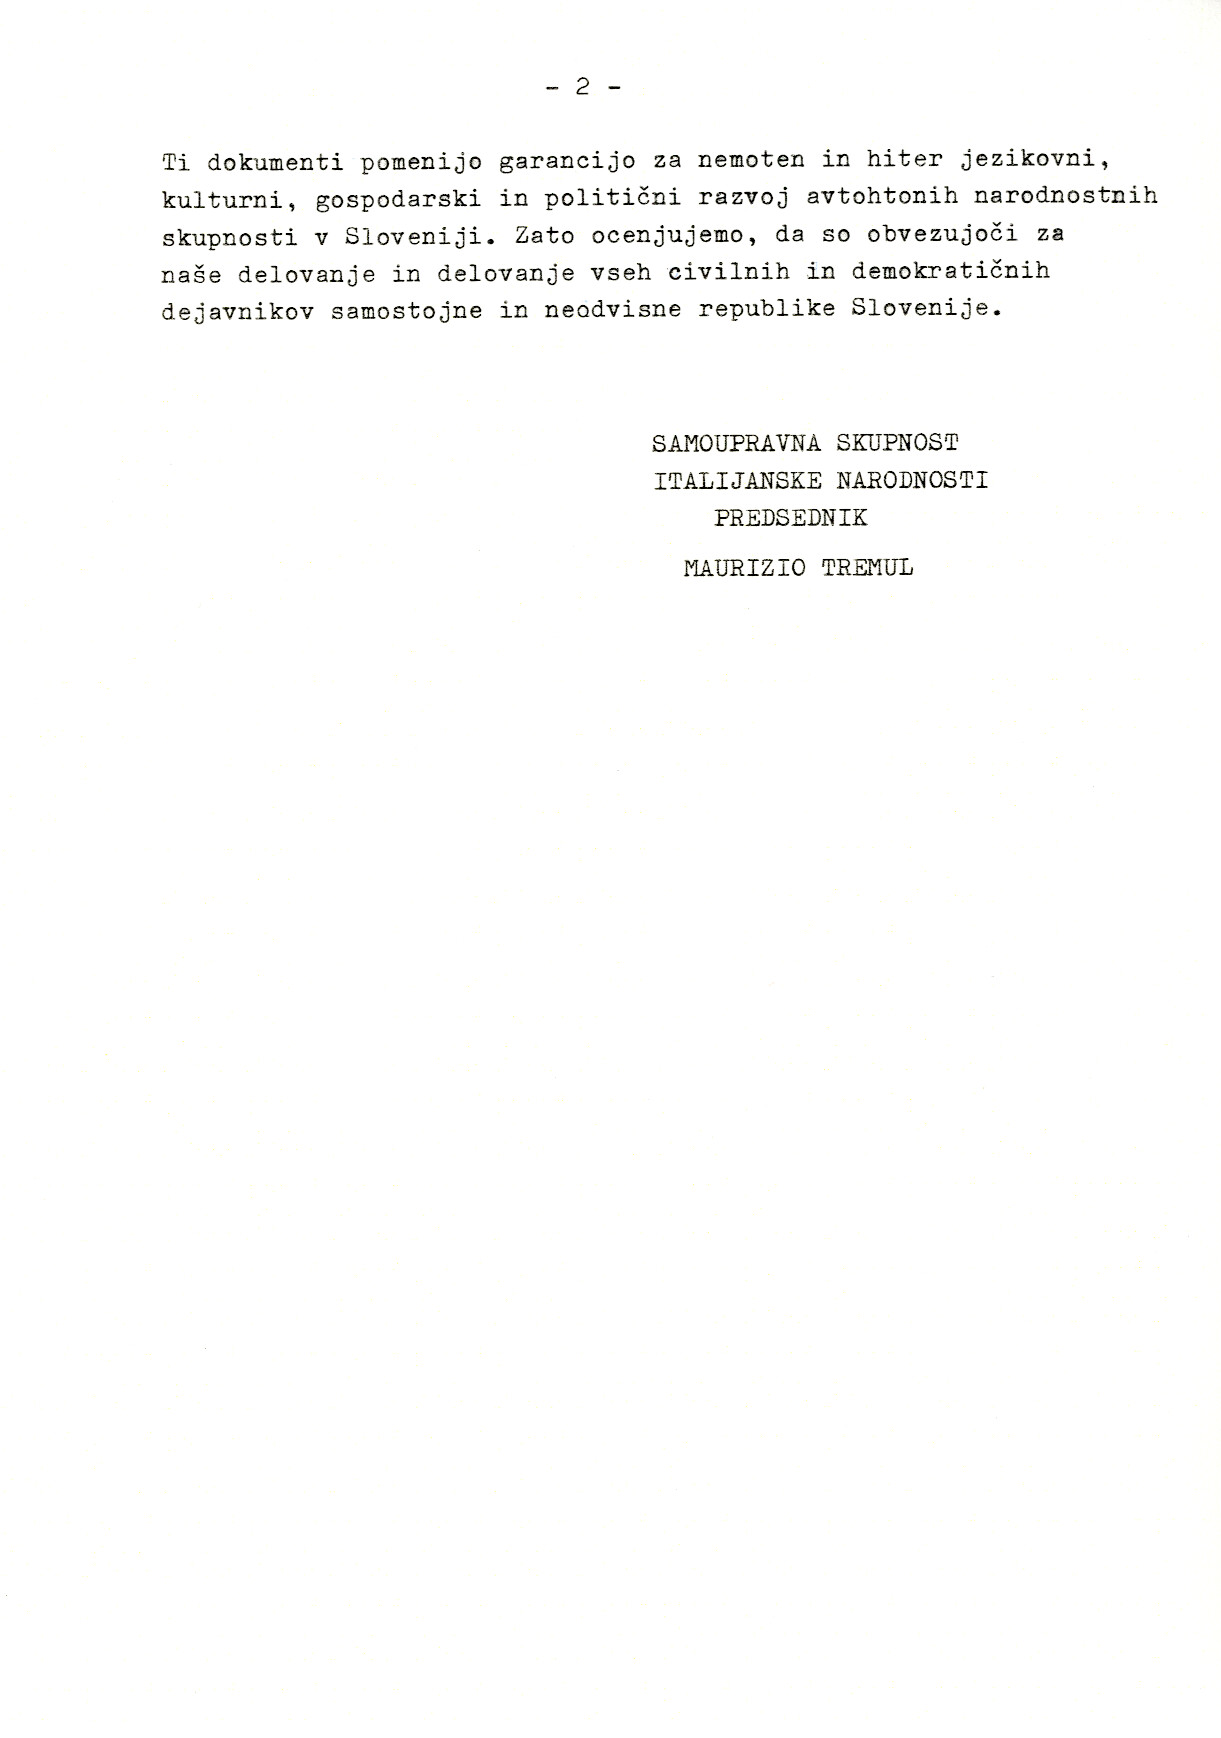 - 2 -
Ti dokumenti pomenijo garancijo za nemoten in hiter jezikovni,
kulturni, gospodarski in politični razvoj avtohtonih narodnostnih
skupnosti v Sloveniji. Zato ocenjujemo, da so obvezujoči za
naše delovanje in delovanje vseh civilnih in demokratičnih
dejavnikov samostojne in neodvisne republike Slovenije.
SAMOUPRAVNA SKUPNOST
ITALIJANSKE NARODNOSTI
PREDSEDNIK
MAURIZIO TREMUL